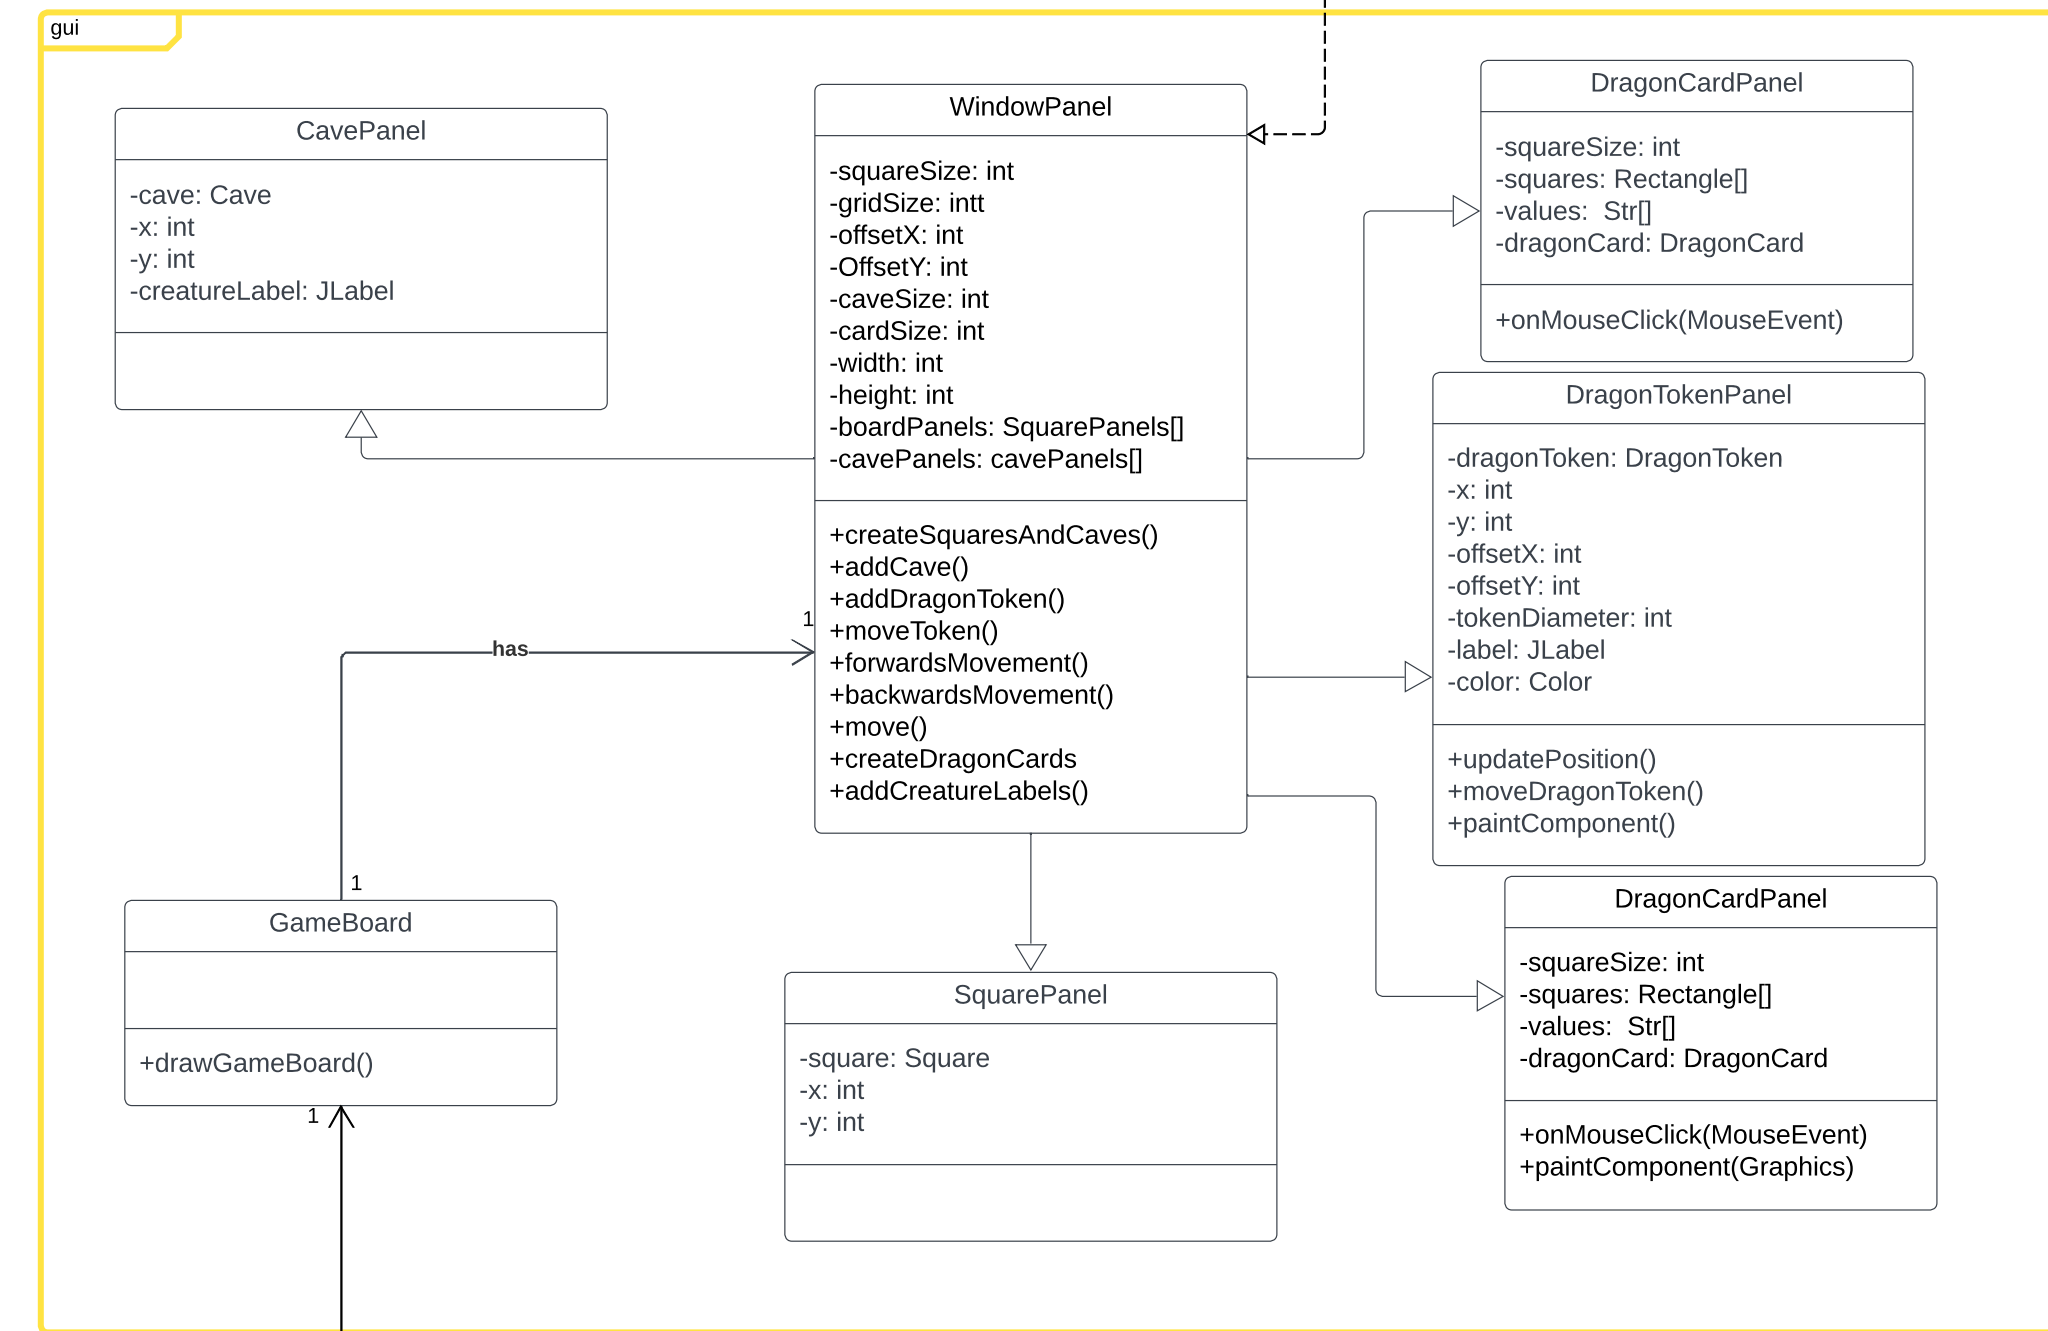 gui
CavePanel
-cave: Cave
-x: int
-y: int
-creatureLabel: JLabel
WindowPanel
-squareSize: int
-gridSize: intt
-offsetX: int
-OffsetY: int
-caveSize: int
-cardSize: int
-width: int
-height: int
-boardPanels: SquarePanels[]
-cavePanels: cavePanels[]
+createSquaresAndCaves()
+addCave()
+addDragonToken()
+moveToken()
+forwardsMovement()
+backwardsMovement()
+move()
+createDragonCards
+addCreatureLabels()
DragonCardPanel
-squareSize: int
-squares: Rectangle[]
-values:  Str[]
-dragonCard: DragonCard
+onMouseClick(MouseEvent)
DragonTokenPanel
-dragonToken: DragonToken
-x: int
-y: int
-offsetX: int
-offsetY: int
-tokenDiameter: int
-label: JLabel
-color: Color
+updatePosition()
+moveDragonToken()
+paintComponent()
1
has
1
GameBoard
+drawGameBoard()
1
SquarePanel
-square: Square
-x: int
-y: int
DragonCardPanel
-squareSize: int
-squares: Rectangle[]
-values:  Str[]
-dragonCard: DragonCard
+onMouseClick(MouseEvent)
+paintComponent(Graphics)